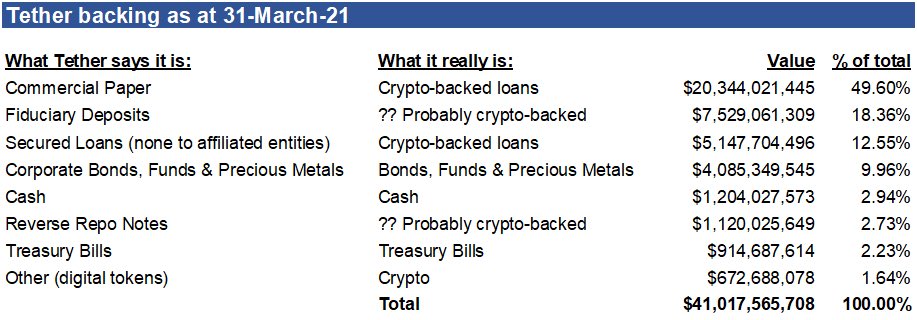 Tether backing as at 31-March-21
What Tether says it is: What it really is: Value % of total
Commercial Paper Crypto-backed loans $20,344,021,445 49.60%
Fiduciary Deposits ?? Probably crypto-backed $7,529,061,309 18.36%
Secured Loans (none to affiliated entities) Crypto-backed loans $5,147,704,496 12.55%
Corporate Bonds, Funds & Precious Metals Bonds, Funds & Precious Metals $4,085,349,545 9.96%
Cash Cash $1,204,027,573 2.94%
Reverse Repo Notes ?? Probably crypto-backed $1,120,025,649 2.73%
Treasury Bills Treasury Bills $914,687,614 2.23%
Other (digital tokens) Crypto $672,688,078 1.64%
Total $41,017,565,708 100.00%